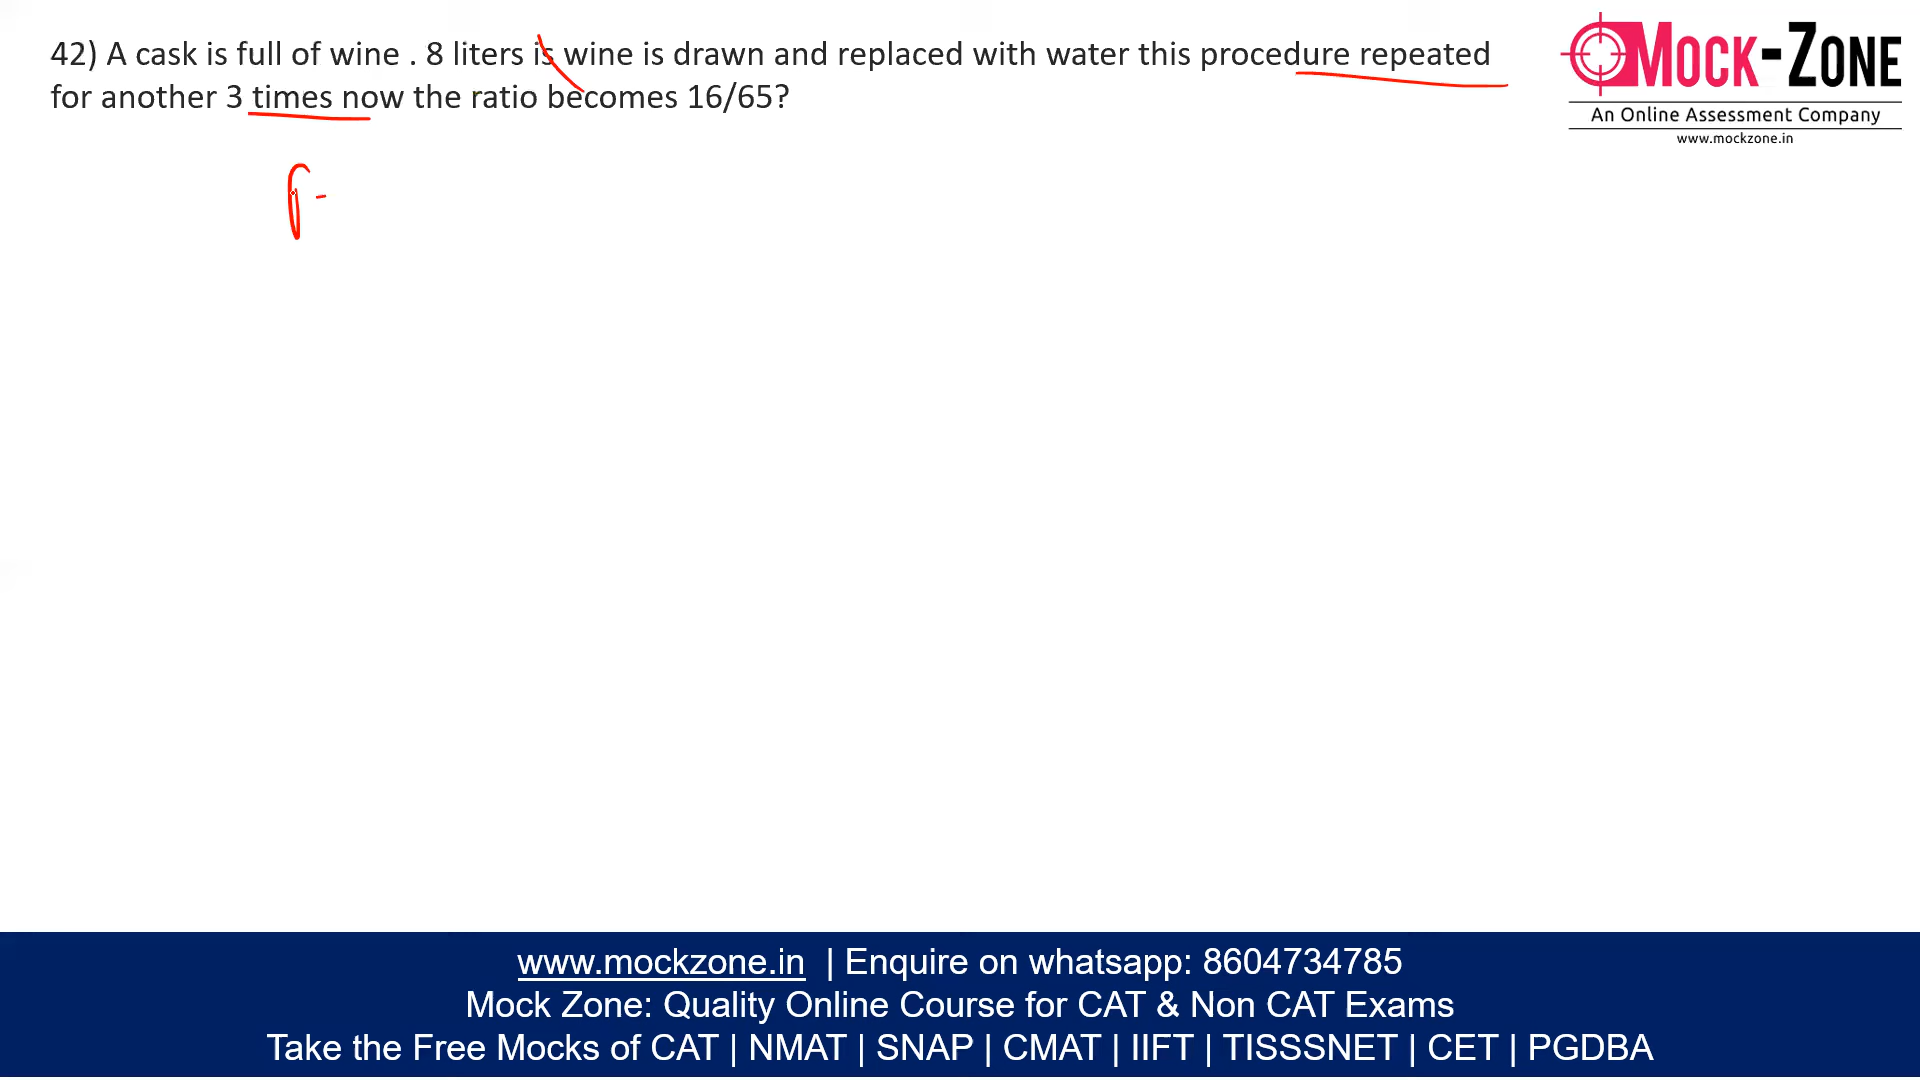 42) A cask is full of wine . 8 liters is wine is drawn and replaced with water this procedure repeated
for another 3 times now the ratio becomes 16/65?
MOCK-ZONE
An Online Assessment Company
www.mockzone.in
www.mockzone.in | Enquire on whatsapp: 8604734785
Mock Zone: Quality Online Course for CAT & Non CAT Exams
Take the Free Mocks of CAT | NMAT | SNAP | CMAT | IIFT | TISSSNET | CET | PGDBA